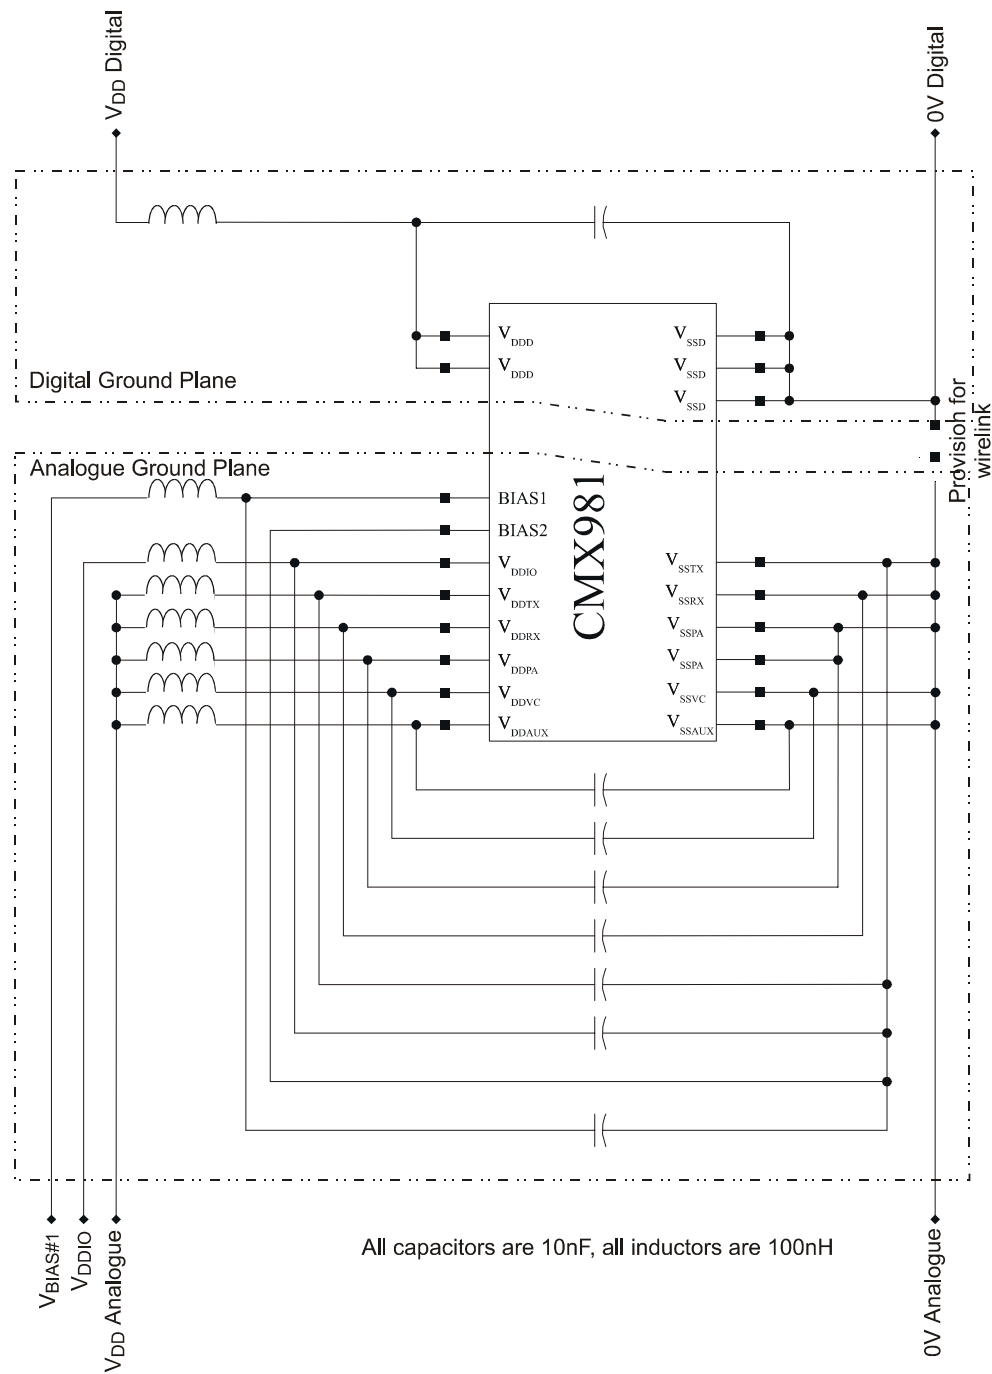 VDD Digital
0V Digital
VDDD
VSSD
VDDD
VSSD
Digital Ground Plane
VSSD
Provision for
wirelink
Analogue Ground Plane
BIAS1
CMX981
BIAS2
VDDIO
VSSTX
VDDTX
VSSRX
VDDRX
VSSPA
VDDPA
VSSPA
VDDVC
VSSVC
VDDAUX
VSSAUX
VBIAS#1
VDDIO
VDD Analogue
All capacitors are 10nF, all inductors are 100nH
0V Analogue